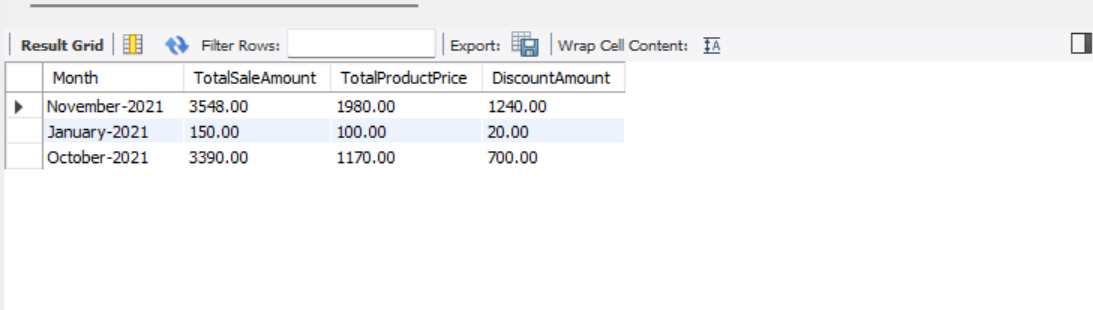 Result Grid Filter Rows: Export: Wrap Cell Content:
Month TotalSaleAmount TotalProductPrice DiscountAmount
November-2021 3548.00 1980.00 1240.00
January-2021 150.00 100.00 20.00
October-2021 3390.00 1170.00 700.00